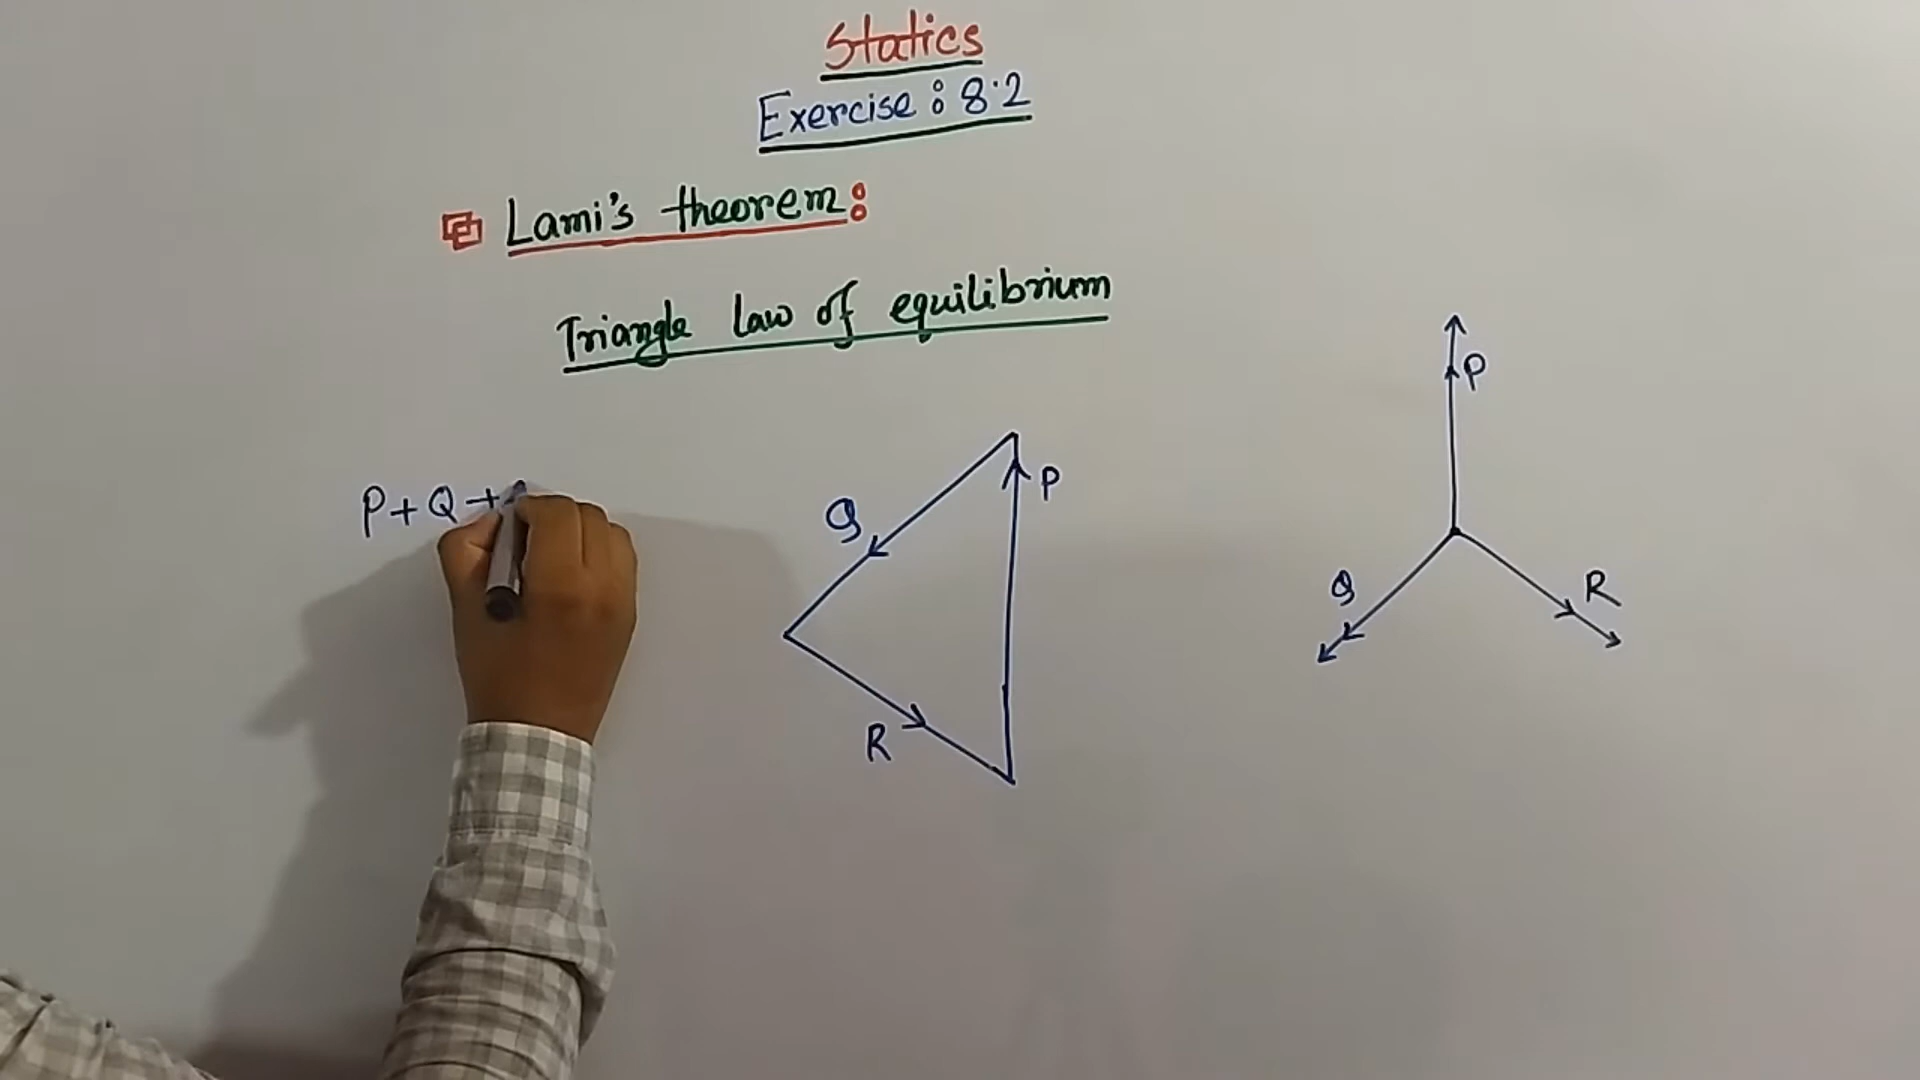 Statics
Exercise : 8.2
Lami's theorem :
Triangle law of equilibrium
P
P + Q +
Q
P
Q
R
R